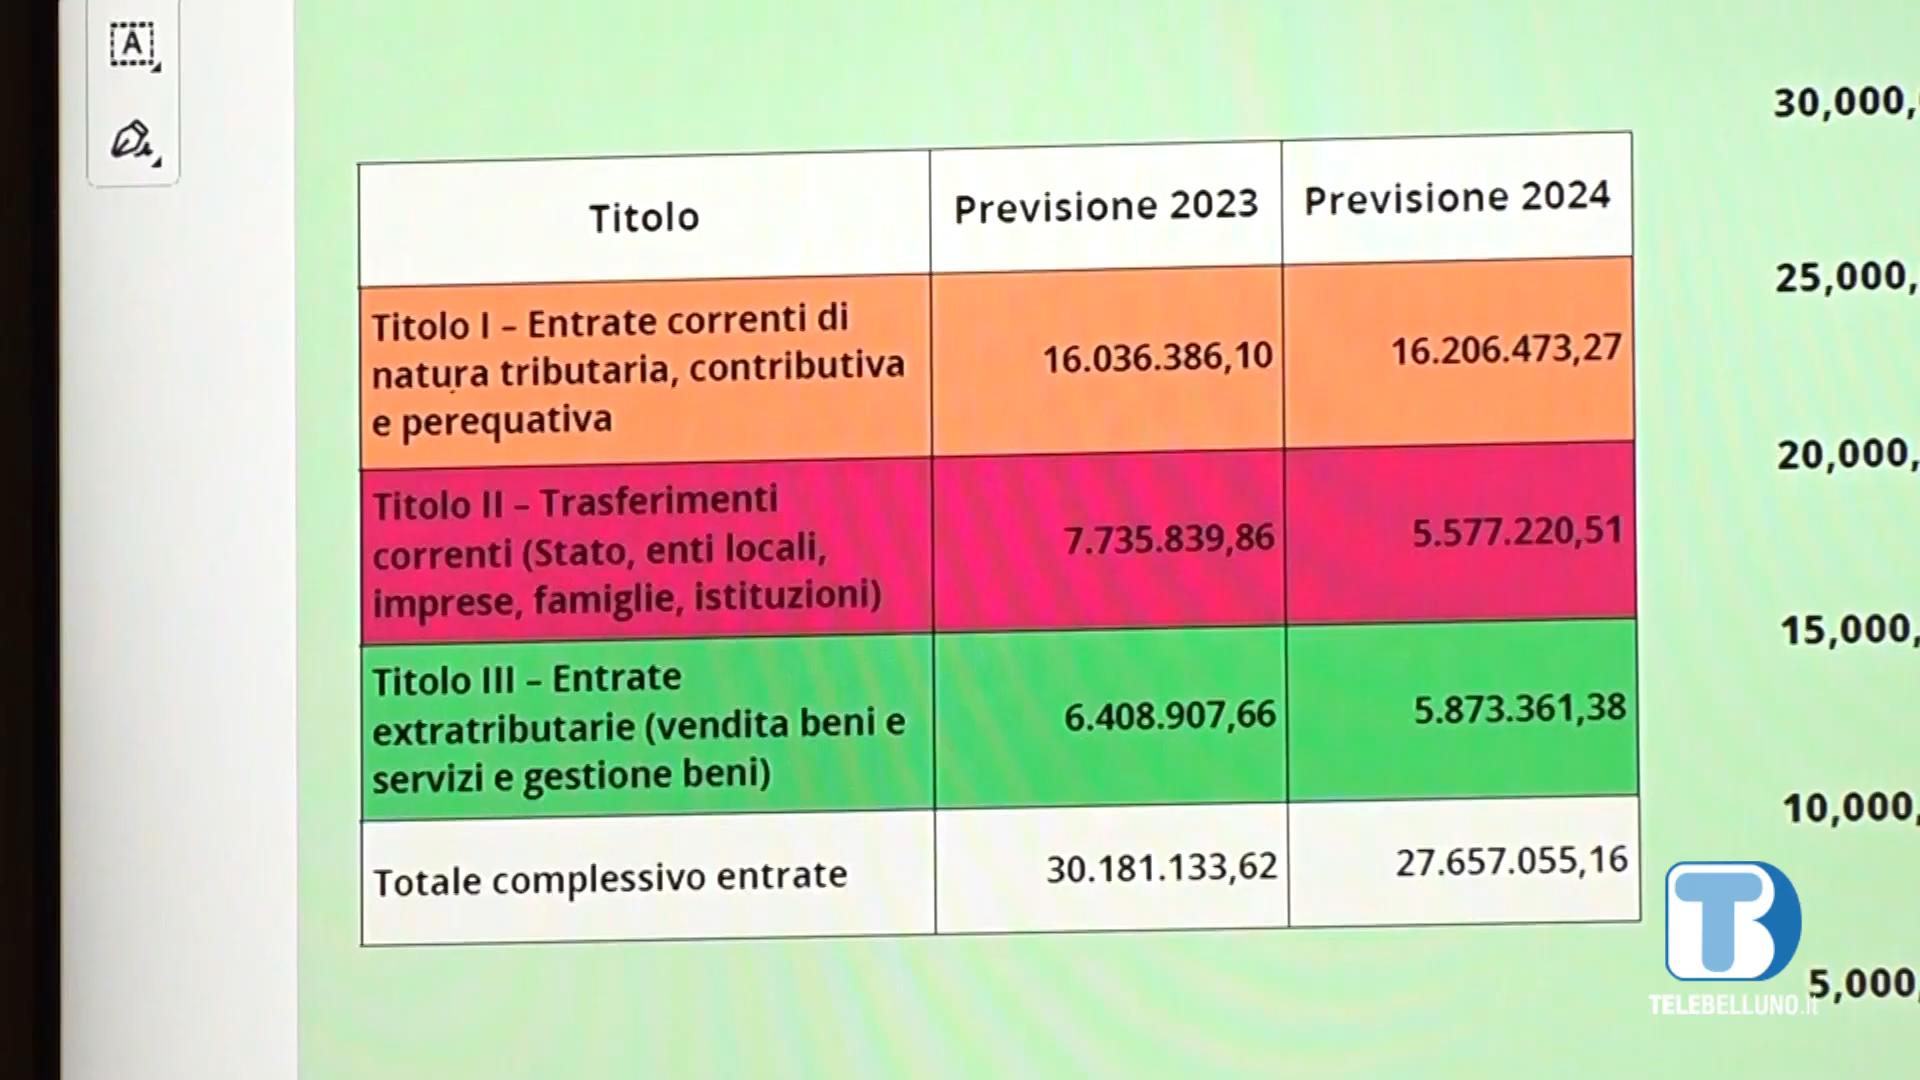 A
Titolo
Previsione 2023
Previsione 2024
Titolo I – Entrate correnti di
natura tributaria, contributiva
e perequativa
16.036.386,10
16.206.473,27
Titolo II – Trasferimenti
correnti (Stato, enti locali,
imprese, famiglie, istituzioni)
7.735.839,86
5.577.220,51
Titolo III – Entrate
extratributarie (vendita beni e
servizi e gestione beni)
6.408.907,66
5.873.361,38
Totale complessivo entrate
30.181.133,62
27.657.055,16
30,000,
25,000,
20,000,
15,000,
10,000,
5,000,
TB
TELEBELLUNO.it